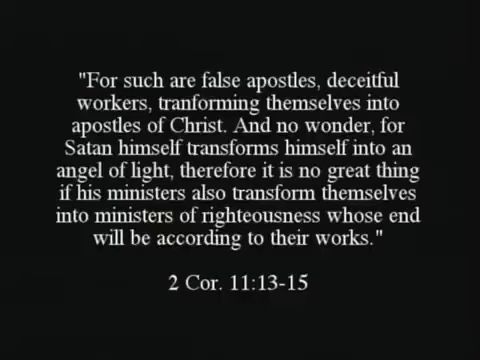 "For such are false apostles, deceitful
workers, tranforming themselves into
apostles of Christ. And no wonder, for
Satan himself transforms himself into an
angel of light, therefore it is no great thing
if his ministers also transform themselves
into ministers of righteousness whose end
will be according to their works."
2 Cor. 11:13-15